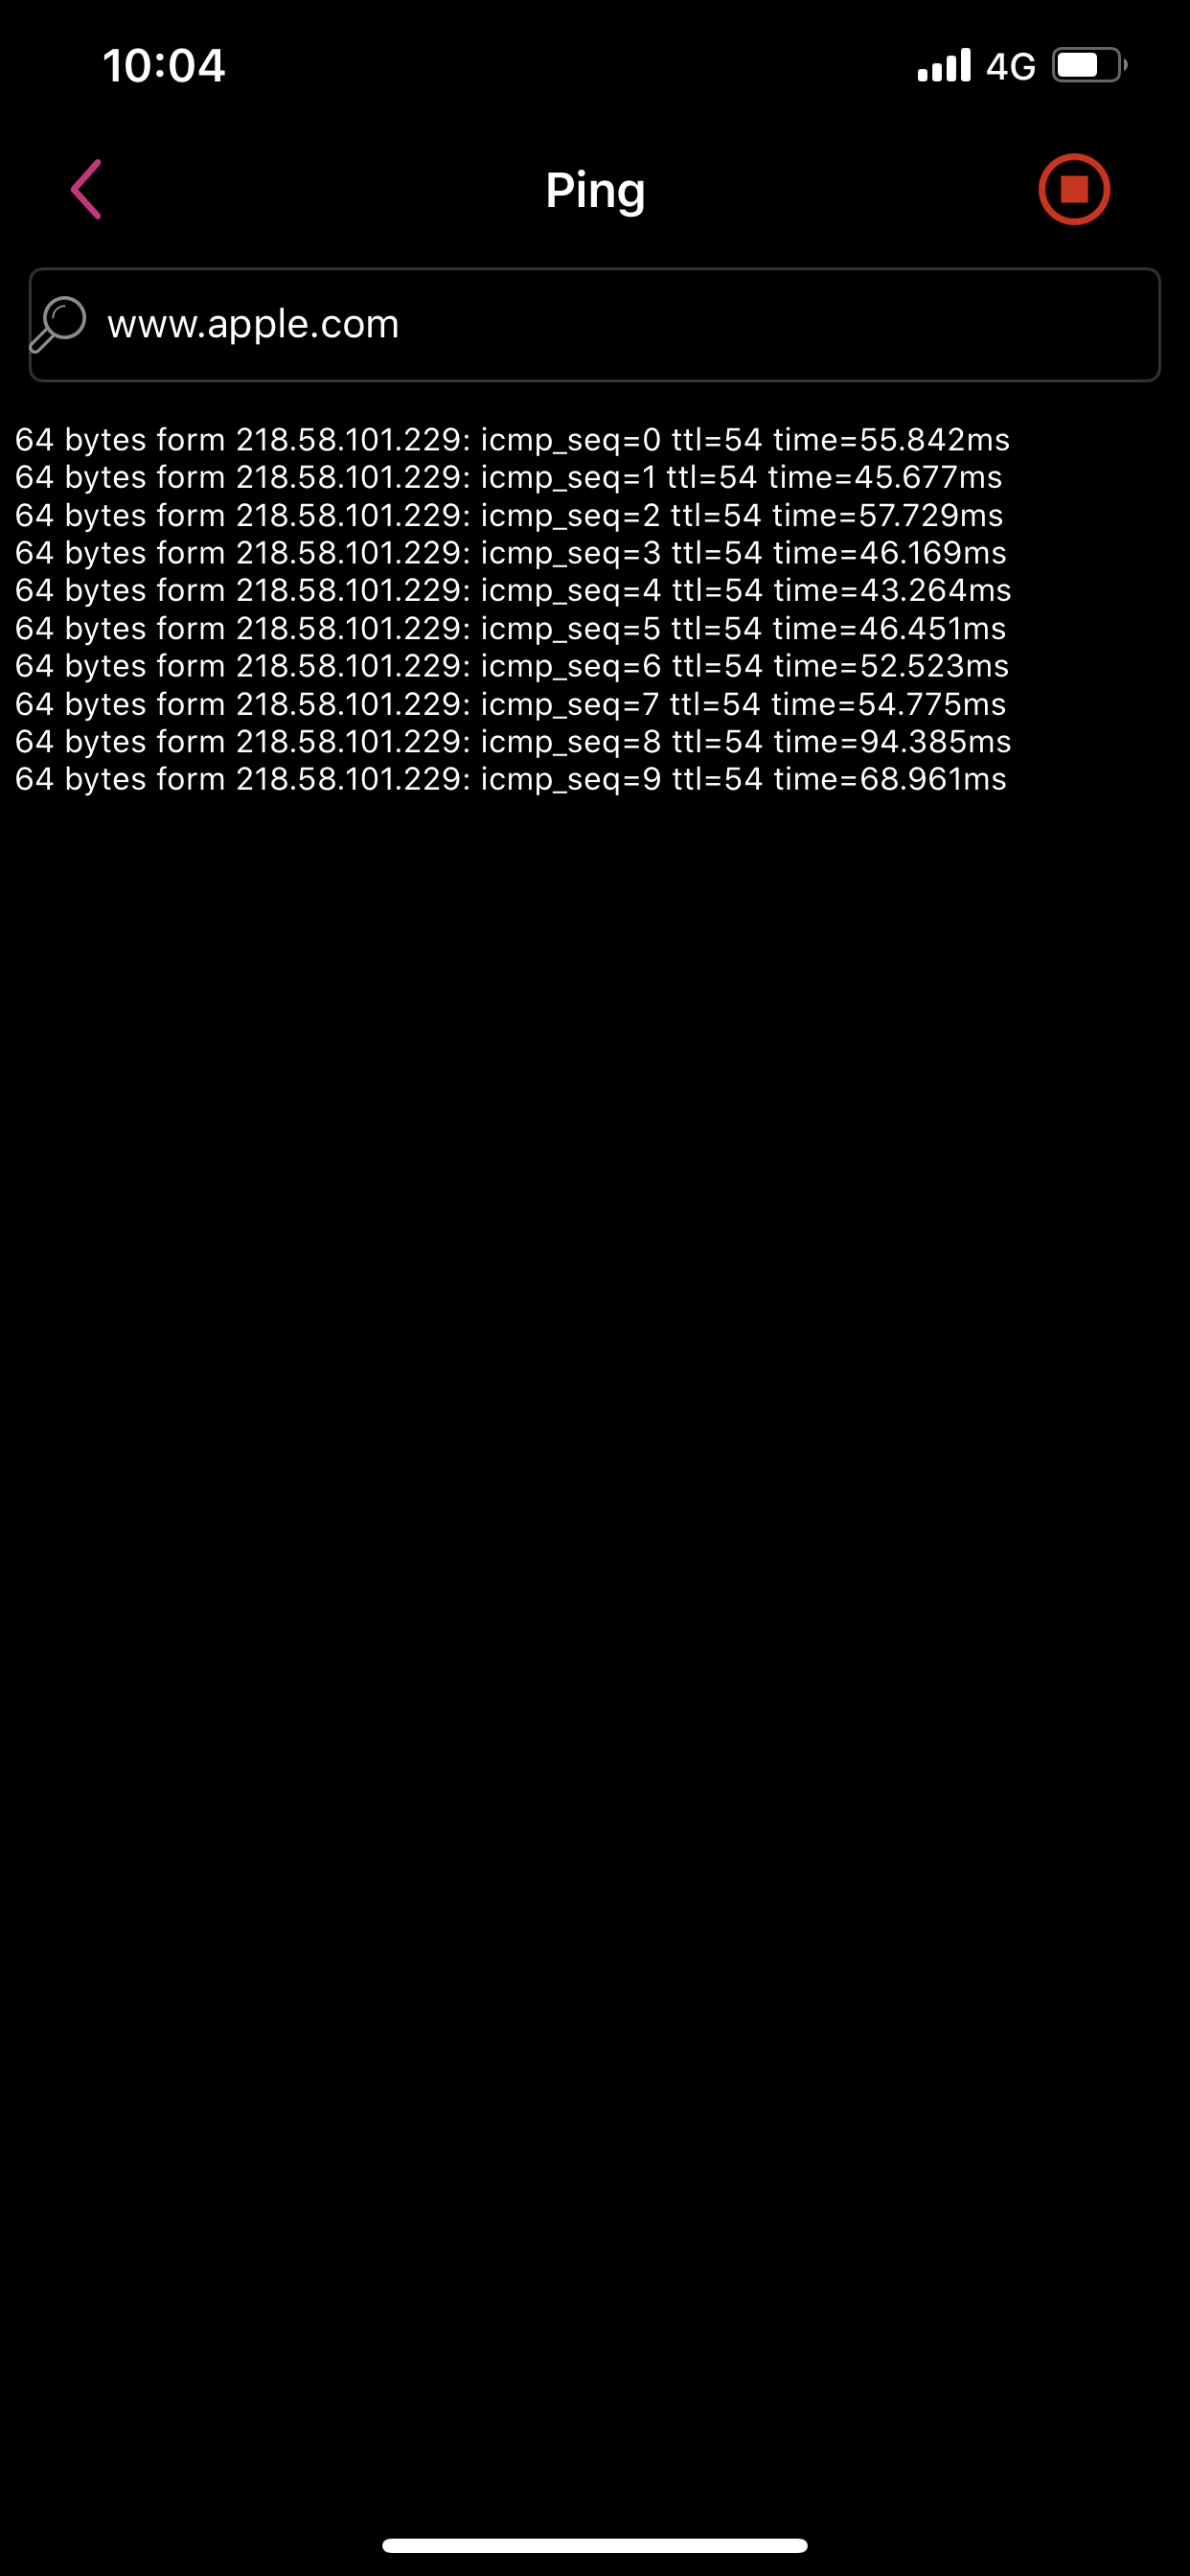 10:04 4G
Ping
www.apple.com
64 bytes form 218.58.101.229: icmp_seq=0 ttl=54 time=55.842ms
64 bytes form 218.58.101.229: icmp_seq=1 ttl=54 time=45.677ms
64 bytes form 218.58.101.229: icmp_seq=2 ttl=54 time=57.729ms
64 bytes form 218.58.101.229: icmp_seq=3 ttl=54 time=46.169ms
64 bytes form 218.58.101.229: icmp_seq=4 ttl=54 time=43.264ms
64 bytes form 218.58.101.229: icmp_seq=5 ttl=54 time=46.451ms
64 bytes form 218.58.101.229: icmp_seq=6 ttl=54 time=52.523ms
64 bytes form 218.58.101.229: icmp_seq=7 ttl=54 time=54.775ms
64 bytes form 218.58.101.229: icmp_seq=8 ttl=54 time=94.385ms
64 bytes form 218.58.101.229: icmp_seq=9 ttl=54 time=68.961ms